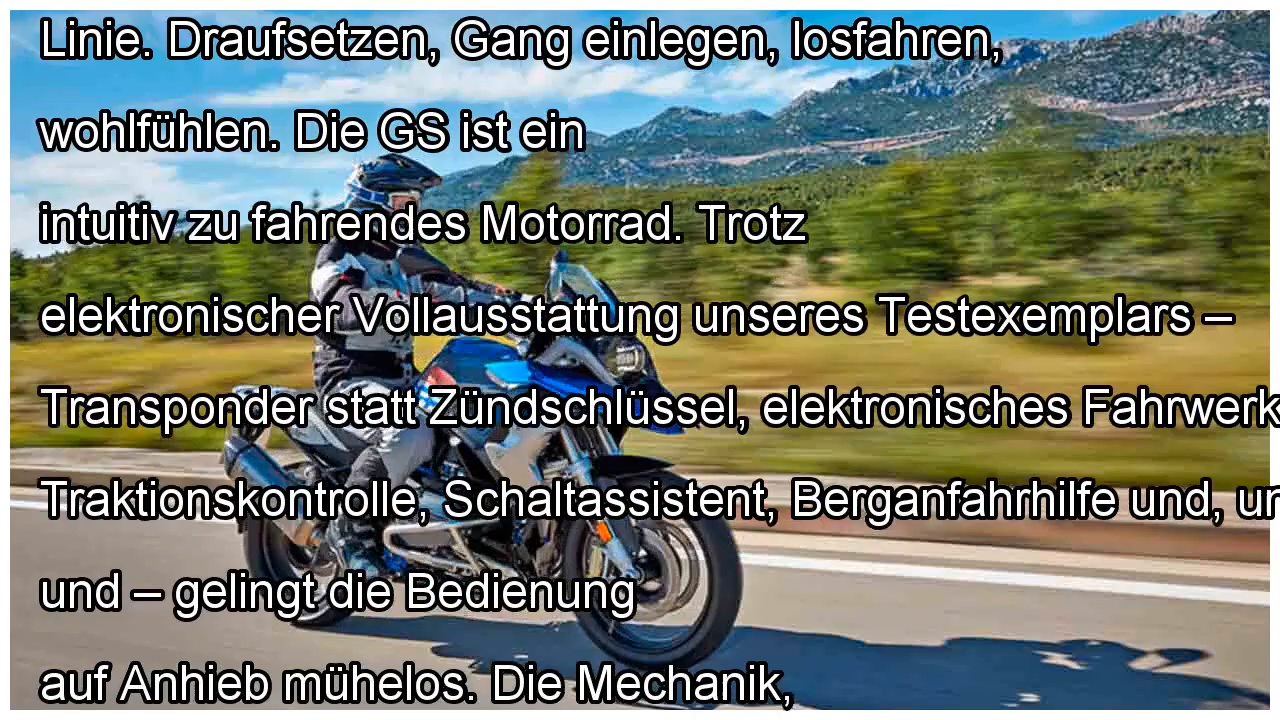 Linie. Draufsetzen, Gang einlegen, losfahren,
wohlfühlen. Die GS ist ein
intuitiv zu fahrendes Motorrad. Trotz
elektronischer Vollausstattung unseres Testexemplars –
Transponder statt Zündschlüssel, elektronisches Fahrwerk
Traktionskontrolle, Schaltassistent, Berganfahrhilfe und,
und – gelingt die Bedienung
auf Anhieb mühelos. Die Mechanik,